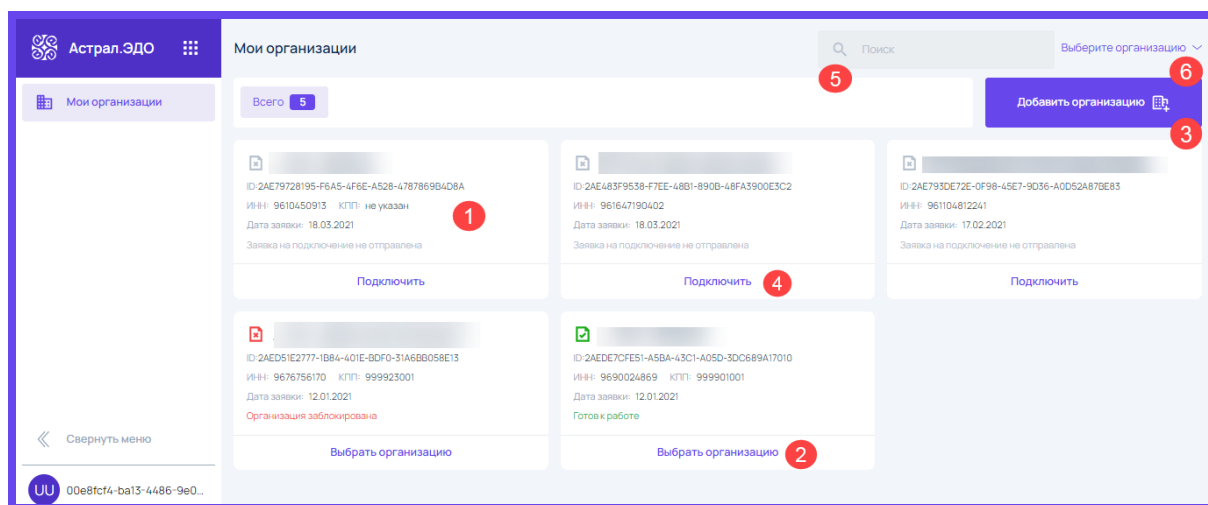 Астрал.ЭДО
Мои организации
Поиск
Выберите организацию
5
6
Мои организации
Всего 5
Добавить организацию
3
ID:2AE79728195-F6A5-4F6E-A528-4787869B4D8A
ИНН: 9610450913 КПП: не указан
1
Дата заявки: 18.03.2021
Заявка на подключение не отправлена
Подключить
ID:2AE483F9538-F7EE-48B1-890B-48FA3900E3C2
ИНН: 961647190402
Дата заявки: 18.03.2021
Заявка на подключение не отправлена
Подключить 4
ID:2AE793DE72E-0F98-45E7-9D36-A0D52A87BE83
ИНН: 961104812241
Дата заявки: 17.02.2021
Заявка на подключение не отправлена
Подключить
ID:2AED51E2777-1B84-401E-BDF0-31A6BB058E13
ИНН: 9676756170 КПП: 999923001
Дата заявки: 12.01.2021
Организация заблокирована
Выбрать организацию
ID:2AEDE7CFE51-A5BA-43C1-A05D-3DC689A17010
ИНН: 9690024869 КПП: 999901001
Дата заявки: 12.01.2021
Готов к работе
Выбрать организацию 2
Свернуть меню
UU 00e8fcf4-ba13-4486-9e0...